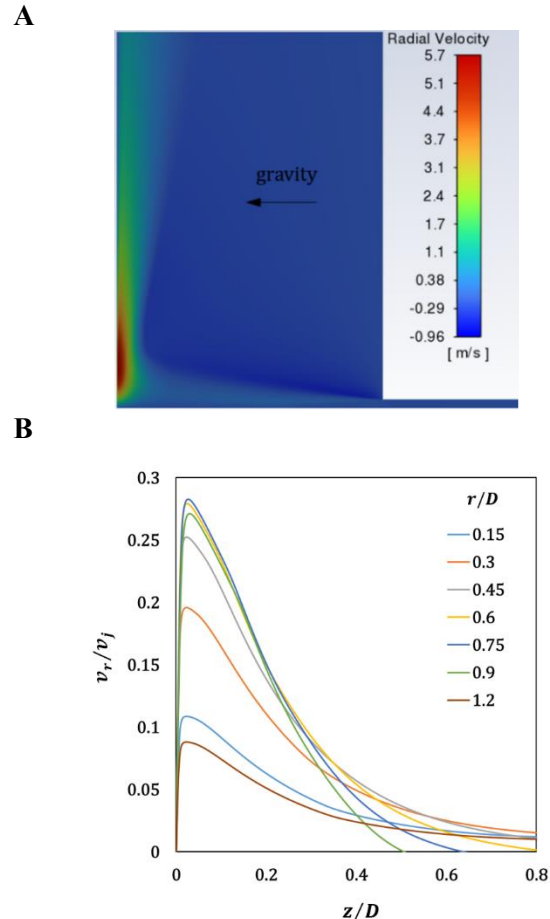 A
Radial Velocity
5.7
5.1
4.4
3.7
3.1
2.4
1.7
1.1
0.38
-0.29
-0.96
[ m/s ]
gravity
B
0.3
0.25
0.2
0.15
0.1
0.05
0
v_r/v_j
r/D
0.15
0.3
0.45
0.6
0.75
0.9
1.2
0 0.2 0.4 0.6 0.8
z/D